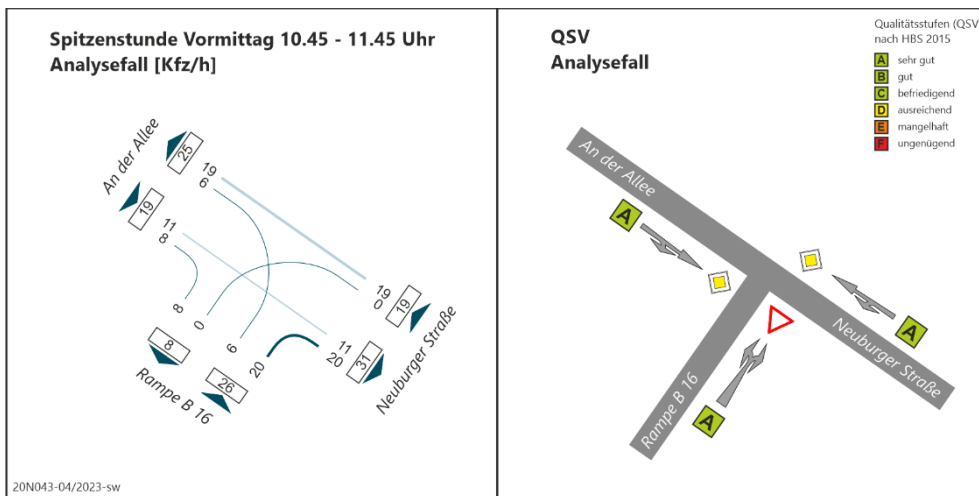 Spitzenstunde Vormittag 10.45 - 11.45 Uhr
Analysefall [Kfz/h]
An der Allee
25
19
6
19
11
8
8
0
6
20
8
26
Rampe B 16
19
0
19
11
20
31
Neuburger Straße
20N043-04/2023-sw
QSV
Analysefall
Qualitätsstufen (QSV
nach HBS 2015
A sehr gut
B gut
C befriedigend
D ausreichend
E mangelhaft
F ungenügend
An der Allee
A
A
Neuburger Straße
Rampe B 16
A